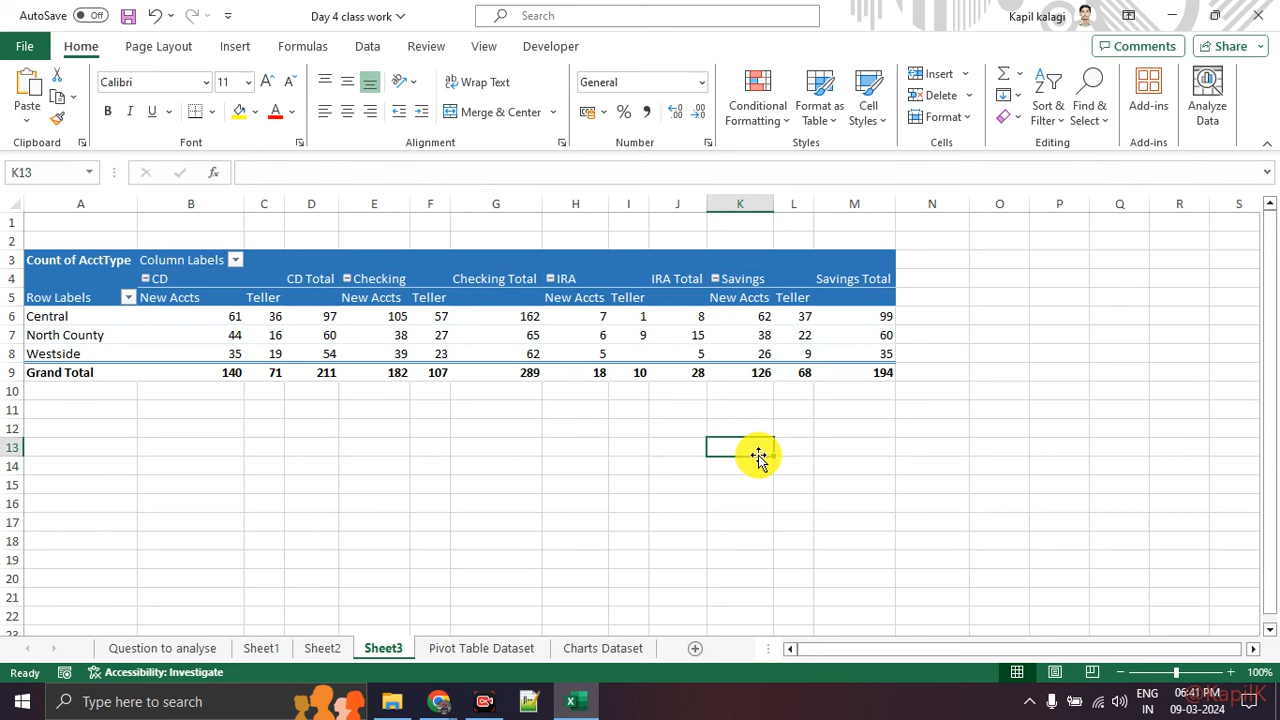 AutoSave Off Day 4 class work Search Kapil kalagi
File Home Page Layout Insert Formulas Data Review View Developer Comments Share
Paste Calibri 11 Wrap Text General Conditional Formatting Format as Table Cell Styles Insert Sort & Filter Find & Select Add-ins Analyze Data
Delete
B I U A Merge & Center % Format
Clipboard Font Alignment Number Styles Cells Editing Add-ins
K13 fx
A B C D E F G H I J K L M N O P Q R S
1
2
3 Count of AcctType Column Labels
4 CD CD Total Checking Checking Total IRA IRA Total Savings Savings Total
5 Row Labels New Accts Teller New Accts Teller New Accts Teller New Accts Teller
6 Central 61 36 97 105 57 162 7 1 8 62 37 99
7 North County 44 16 60 38 27 65 6 9 15 38 22 60
8 Westside 35 19 54 39 23 62 5 5 26 9 35
9 Grand Total 140 71 211 182 107 289 18 10 28 126 68 194
10
11
12
13
14
15
16
17
18
19
20
21
22
23
Question to analyse Sheet1 Sheet2 Sheet3 Pivot Table Dataset Charts Dataset
Ready Accessibility: Investigate 100%
Type here to search ENG 06:41 PM
IN 09-03-2024
@KapilK